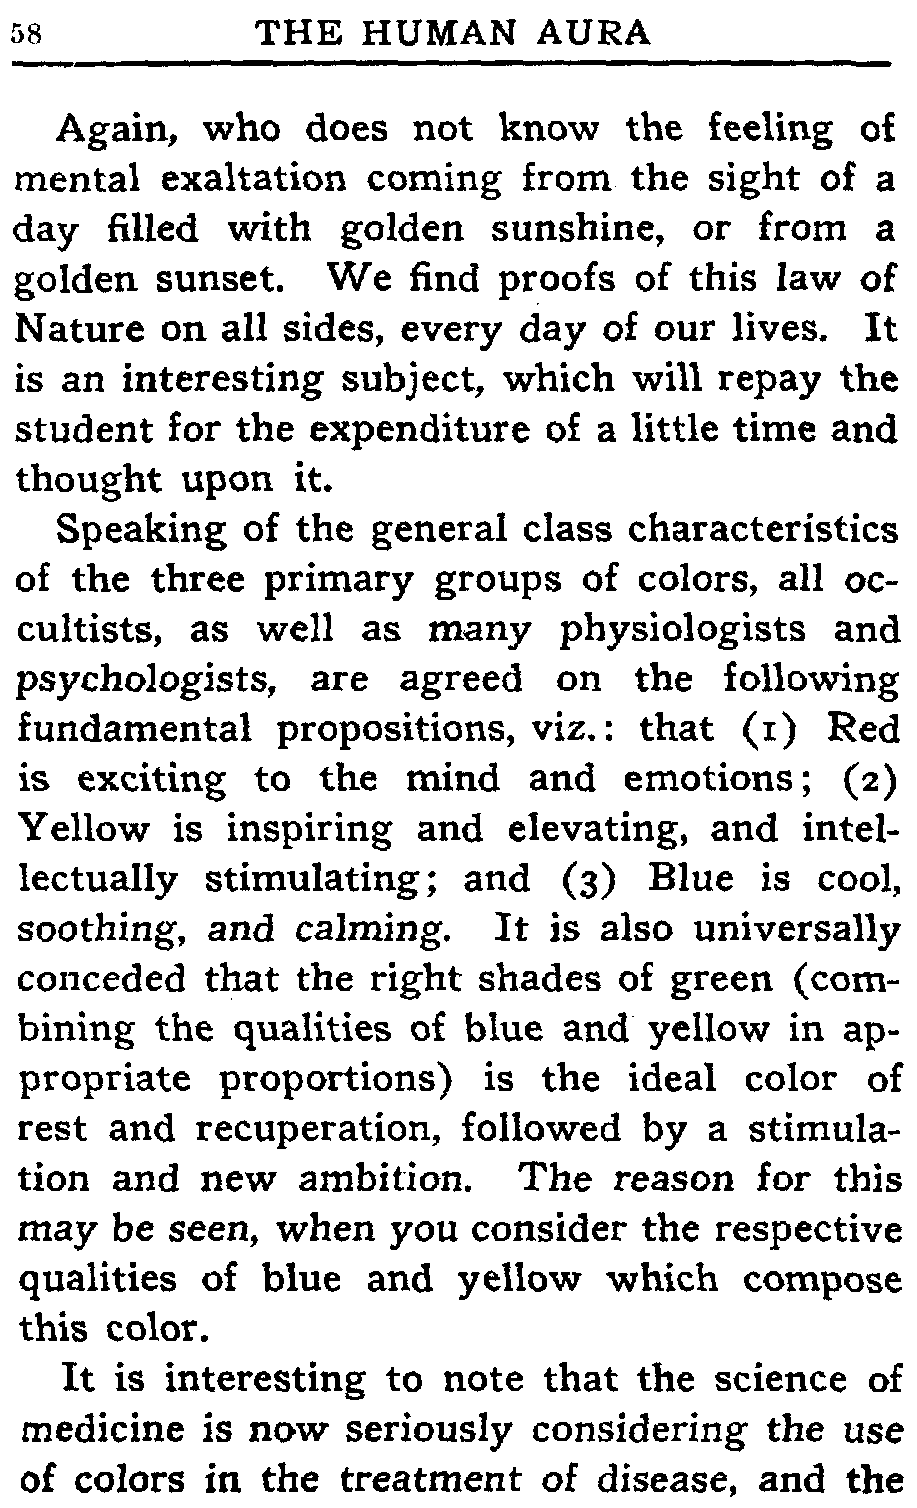 58 THE HUMAN AURA
Again, who does not know the feeling of
mental exaltation coming from the sight of a
day filled with golden sunshine, or from a
golden sunset. We find proofs of this law of
Nature on all sides, every day of our lives. It
is an interesting subject, which will repay the
student for the expenditure of a little time and
thought upon it.
Speaking of the general class characteristics
of the three primary groups of colors, all oc-
cultists, as well as many physiologists and
psychologists, are agreed on the following
fundamental propositions, viz.: that (1) Red
is exciting to the mind and emotions; (2)
Yellow is inspiring and elevating, and intel-
lectually stimulating; and (3) Blue is cool,
soothing, and calming. It is also universally
conceded that the right shades of green (com-
bining the qualities of blue and yellow in ap-
propriate proportions) is the ideal color of
rest and recuperation, followed by a stimula-
tion and new ambition. The reason for this
may be seen, when you consider the respective
qualities of blue and yellow which compose
this color.
It is interesting to note that the science of
medicine is now seriously considering the use
of colors in the treatment of disease, and the